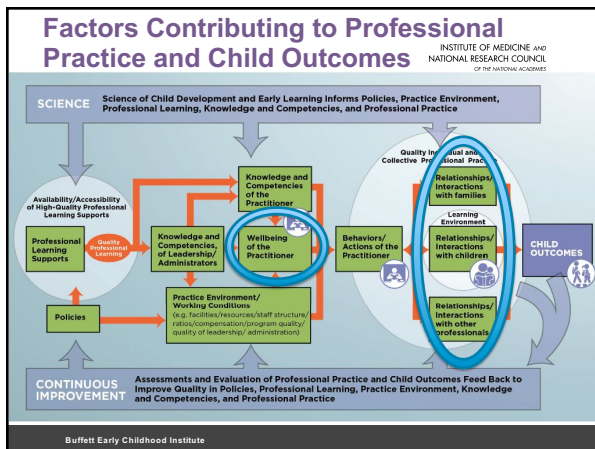 Factors Contributing to Professional
Practice and Child Outcomes
INSTITUTE OF MEDICINE AND
NATIONAL RESEARCH COUNCIL
OF THE NATIONAL ACADEMIES
SCIENCE
Science of Child Development and Early Learning Informs Policies, Practice Environment,
Professional Learning, Knowledge and Competencies, and Professional Practice
Availability/Accessibility
of High-Quality Professional
Learning Supports
Professional
Learning
Supports
Quality
Professional
Learning
Policies
Knowledge and
Competencies,
of Leadership/
Administrators
Knowledge and
Competencies of
the Practitioner
Wellbeing
of the
Practitioner
Practice Environment/
Working Conditions
(e.g. facilities/resources/staff structure/
ratios/compensation/program quality/
quality of leadership/ administration)
Behaviors/
Actions of the
Practitioner
Quality Individual and
Collective Professional Practice
Relationships/
Interactions
with families
Learning
Environment
Relationships/
Interactions
with children
Relationships/
Interactions
with other
professionals
CHILD
OUTCOMES
CONTINUOUS
IMPROVEMENT
Assessments and Evaluation of Professional Practice and Child Outcomes Feed Back to
Improve Quality in Policies, Professional Learning, Practice Environment, Knowledge
and Competencies, and Professional Practice
Buffett Early Childhood Institute